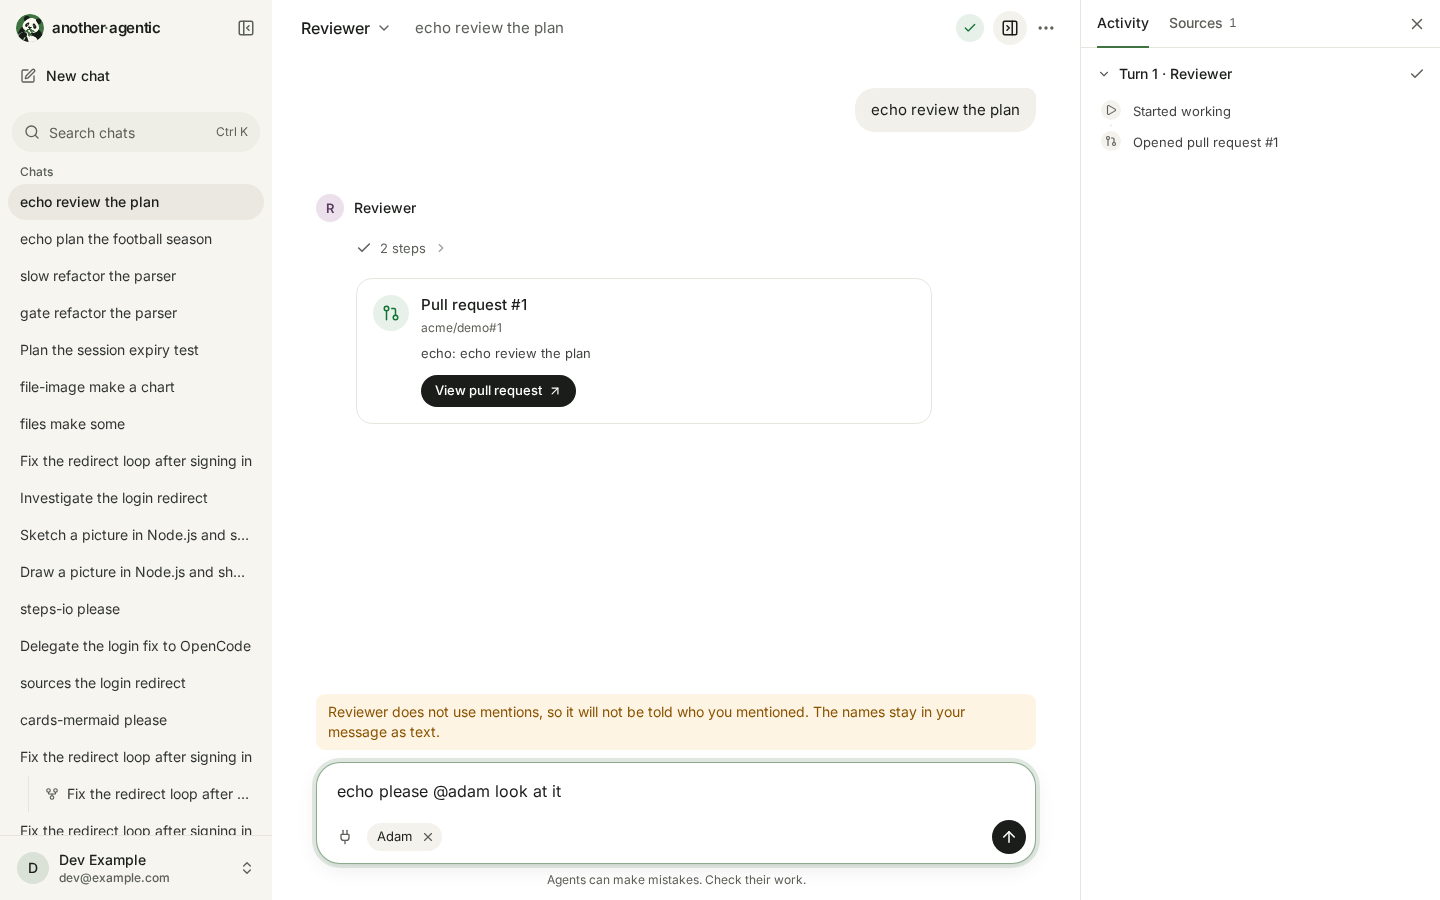 another·agentic
New chat
Search chats Ctrl K
Chats
echo review the plan
echo plan the football season
slow refactor the parser
gate refactor the parser
Plan the session expiry test
file-image make a chart
files make some
Fix the redirect loop after signing in
Investigate the login redirect
Sketch a picture in Node.js and s...
Draw a picture in Node.js and sh...
steps-io please
Delegate the login fix to OpenCode
sources the login redirect
cards-mermaid please
Fix the redirect loop after signing in
Fix the redirect loop after ...
Fix the redirect loop after signing in
D
Dev Example
dev@example.com
Reviewer echo review the plan
echo review the plan
R Reviewer
2 steps
Pull request #1
acme/demo#1
echo: echo review the plan
View pull request
Reviewer does not use mentions, so it will not be told who you mentioned. The names stay in your
message as text.
echo please @adam look at it
Adam
Agents can make mistakes. Check their work.
Activity Sources 1
Turn 1 · Reviewer
Started working
Opened pull request #1